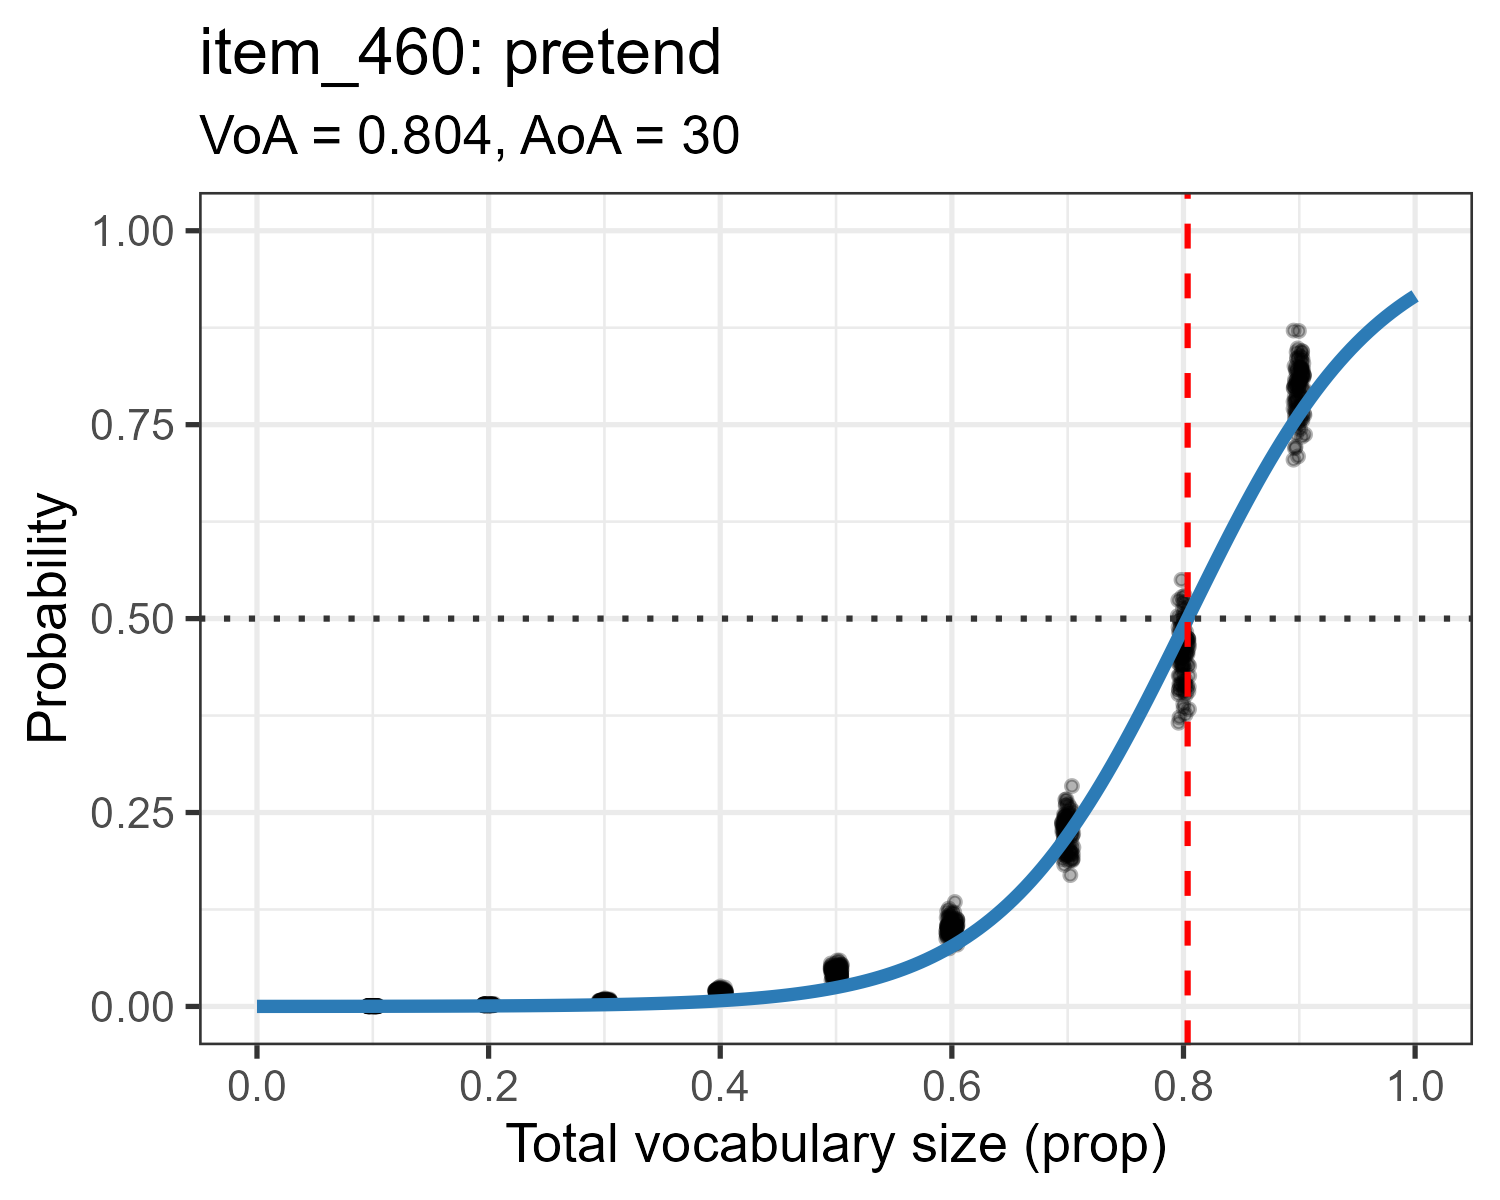 item_460: pretend
VoA = 0.804, AoA = 30
1.00
0.75
0.50
0.25
0.00
Probability
0.0 0.2 0.4 0.6 0.8 1.0
Total vocabulary size (prop)